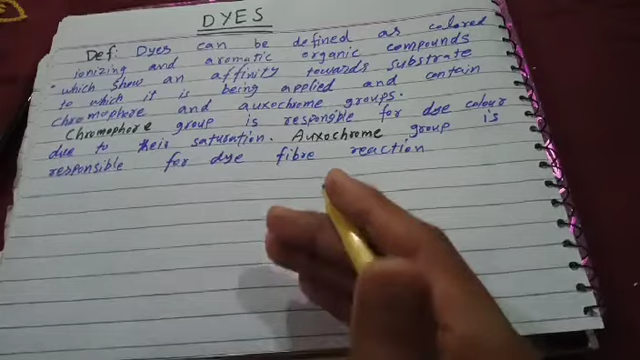 DYES
Def: Dyes can be defined as colored
ionizing and aromatic organic compounds
which show an affinity towards substrate
to which it is being applied and contain
chromophore and auxochrome groups.
Chromophore group is responsible for dye colour
due to their saturation. Auxochrome group is
responsible for dye fibre reaction